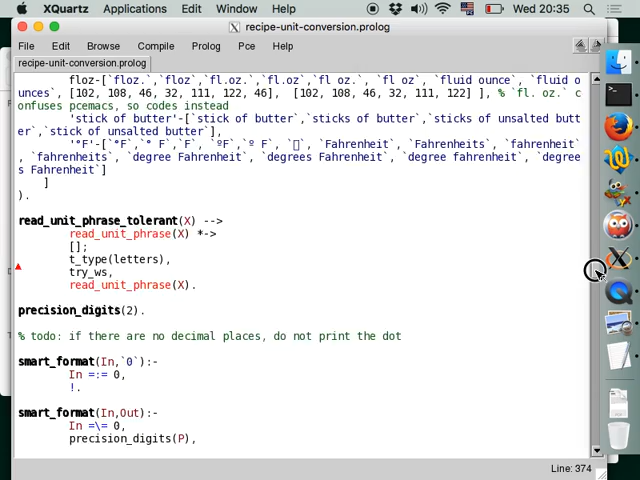 XQuartz Applications Edit Window Help Wed 20:35
recipe-unit-conversion.prolog
File Edit Browse Compile Prolog Pce Help
recipe-unit-conversion.prolog
floz-[`floz.`,`floz`,`fl.oz.`,`fl.oz`,`fl oz.`, `fl oz`, `fluid ounce`, `fluid o
unces`, [102, 108, 46, 32, 111, 122, 46],  [102, 108, 46, 32, 111, 122] ], % `fl. oz.` c
onfuses pcemacs, so codes instead
'stick of butter'-[`stick of butter`,`sticks of butter`,`sticks of unsalted butt
er`,`stick of unsalted butter`],
'°F'-[`°F`,`° F`,`F`, `ºF`,`º F`, `▯`, `Fahrenheit`, `Fahrenheits`, `fahrenheit`
, `fahrenheits`, `degree Fahrenheit`, `degrees Fahrenheit`, `degree fahrenheit`, `degree
s Fahrenheit`]
]
).
read_unit_phrase_tolerant(X) -->
read_unit_phrase(X) *->
[];
t_type(letters),
try_ws,
read_unit_phrase(X).
precision_digits(2).
% todo: if there are no decimal places, do not print the dot
smart_format(In,`0`):-
In =:= 0,
!.
smart_format(In,Out):-
In =\= 0,
precision_digits(P),
Line: 374